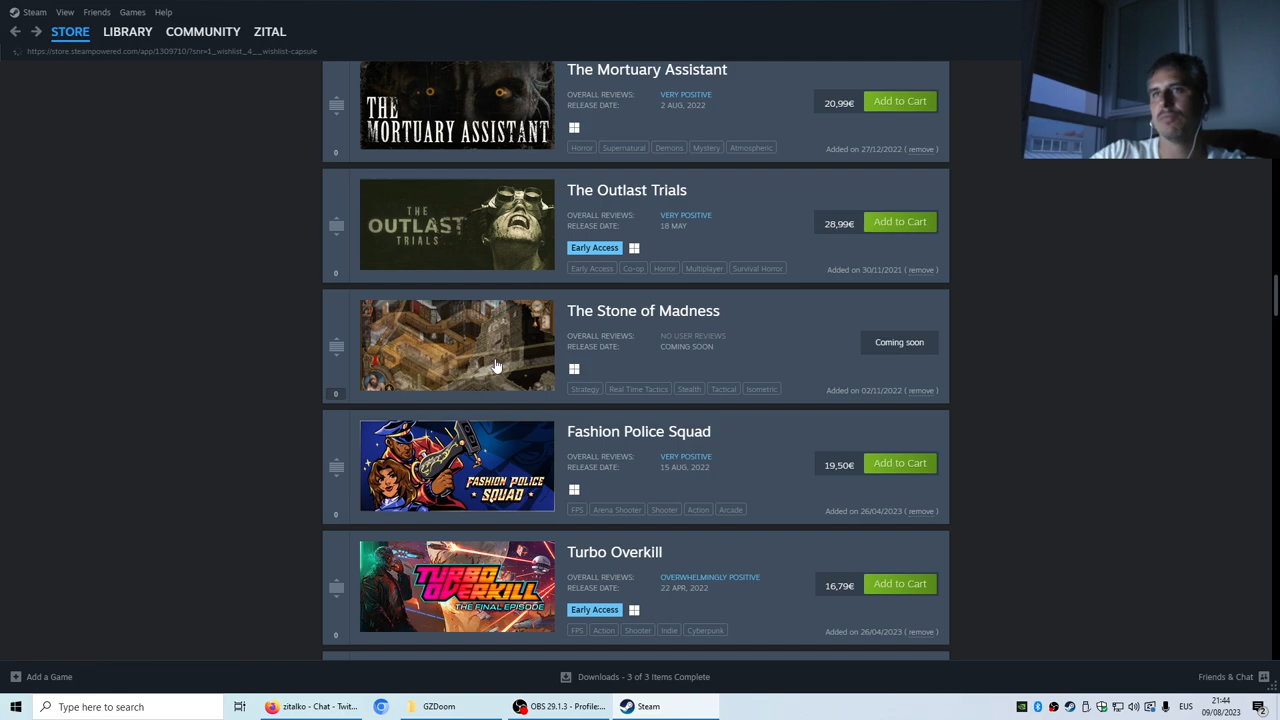 Steam View Friends Games Help
STORE LIBRARY COMMUNITY ZITAL
https://store.steampowered.com/app/1309710/?snr=1_wishlist_4__wishlist-capsule
THE
MORTUARY ASSISTANT
0
The Mortuary Assistant
OVERALL REVIEWS: VERY POSITIVE
RELEASE DATE: 2 AUG, 2022
Horror Supernatural Demons Mystery Atmospheric
20,99€ Add to Cart
Added on 27/12/2022 ( remove )
THE
OUTLAST
TRIALS
0
The Outlast Trials
OVERALL REVIEWS: VERY POSITIVE
RELEASE DATE: 18 MAY
Early Access
Early Access Co-op Horror Multiplayer Survival Horror
28,99€ Add to Cart
Added on 30/11/2021 ( remove )
0
The Stone of Madness
OVERALL REVIEWS: NO USER REVIEWS
RELEASE DATE: COMING SOON
Strategy Real Time Tactics Stealth Tactical Isometric
Coming soon
Added on 02/11/2022 ( remove )
FASHION POLICE
SQUAD
0
Fashion Police Squad
OVERALL REVIEWS: VERY POSITIVE
RELEASE DATE: 15 AUG, 2022
FPS Arena Shooter Shooter Action Arcade
19,50€ Add to Cart
Added on 26/04/2023 ( remove )
TURBO
OVERKILL
THE FINAL EPISODE
0
Turbo Overkill
OVERALL REVIEWS: OVERWHELMINGLY POSITIVE
RELEASE DATE: 22 APR, 2022
Early Access
FPS Action Shooter Indie Cyberpunk
16,79€ Add to Cart
Added on 26/04/2023 ( remove )
Add a Game Downloads - 3 of 3 Items Complete Friends & Chat
Type here to search zitalko - Chat - Twit... GZDoom OBS 29.1.3 - Profile:... Steam EUS 21:44
09/08/2023 2